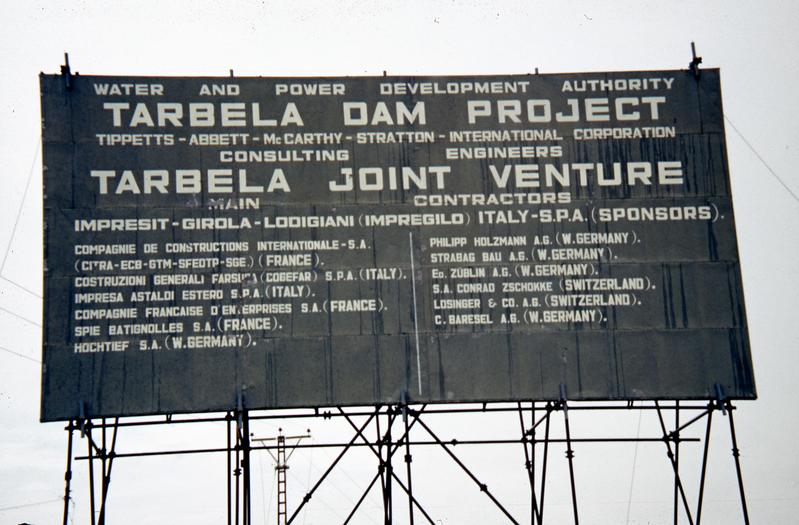 WATER AND POWER DEVELOPMENT AUTHORITY
TARBELA DAM PROJECT
TIPPETTS-ABBETT-McCARTHY-STRATTON-INTERNATIONAL CORPORATION
CONSULTING ENGINEERS
TARBELA JOINT VENTURE
MAIN CONTRACTORS
IMPRESIT-GIROLA-LODIGIANI (IMPREGILO) ITALY-S.P.A. (SPONSORS).
COMPAGNIE DE CONSTRUCTIONS INTERNATIONALE-S.A.
(CITRA-ECB-GTM-SFEDTP-SGE.) (FRANCE).
COSTRUZIONI GENERALI (COGEFAR) S.P.A. (ITALY).
IMPRESA ASTALDI ESTERO S.P.A. (ITALY).
COMPAGNIE FRANCAISE D'ENTERPRISES S.A. (FRANCE).
SPIE BATIGNOLLES S.A. (FRANCE).
HOCHTIEF S.A. (W.GERMANY).
PHILIPP HOLZMANN A.G. (W.GERMANY).
STRABAG BAU A.G. (W.GERMANY).
ED. ZÜBLIN A.G. (W.GERMANY).
S.A. CONRAD ZSCHOKKE (SWITZERLAND).
LOSINGER & CO. A.G. (SWITZERLAND).
C. BARESEL A.G. (W.GERMANY).